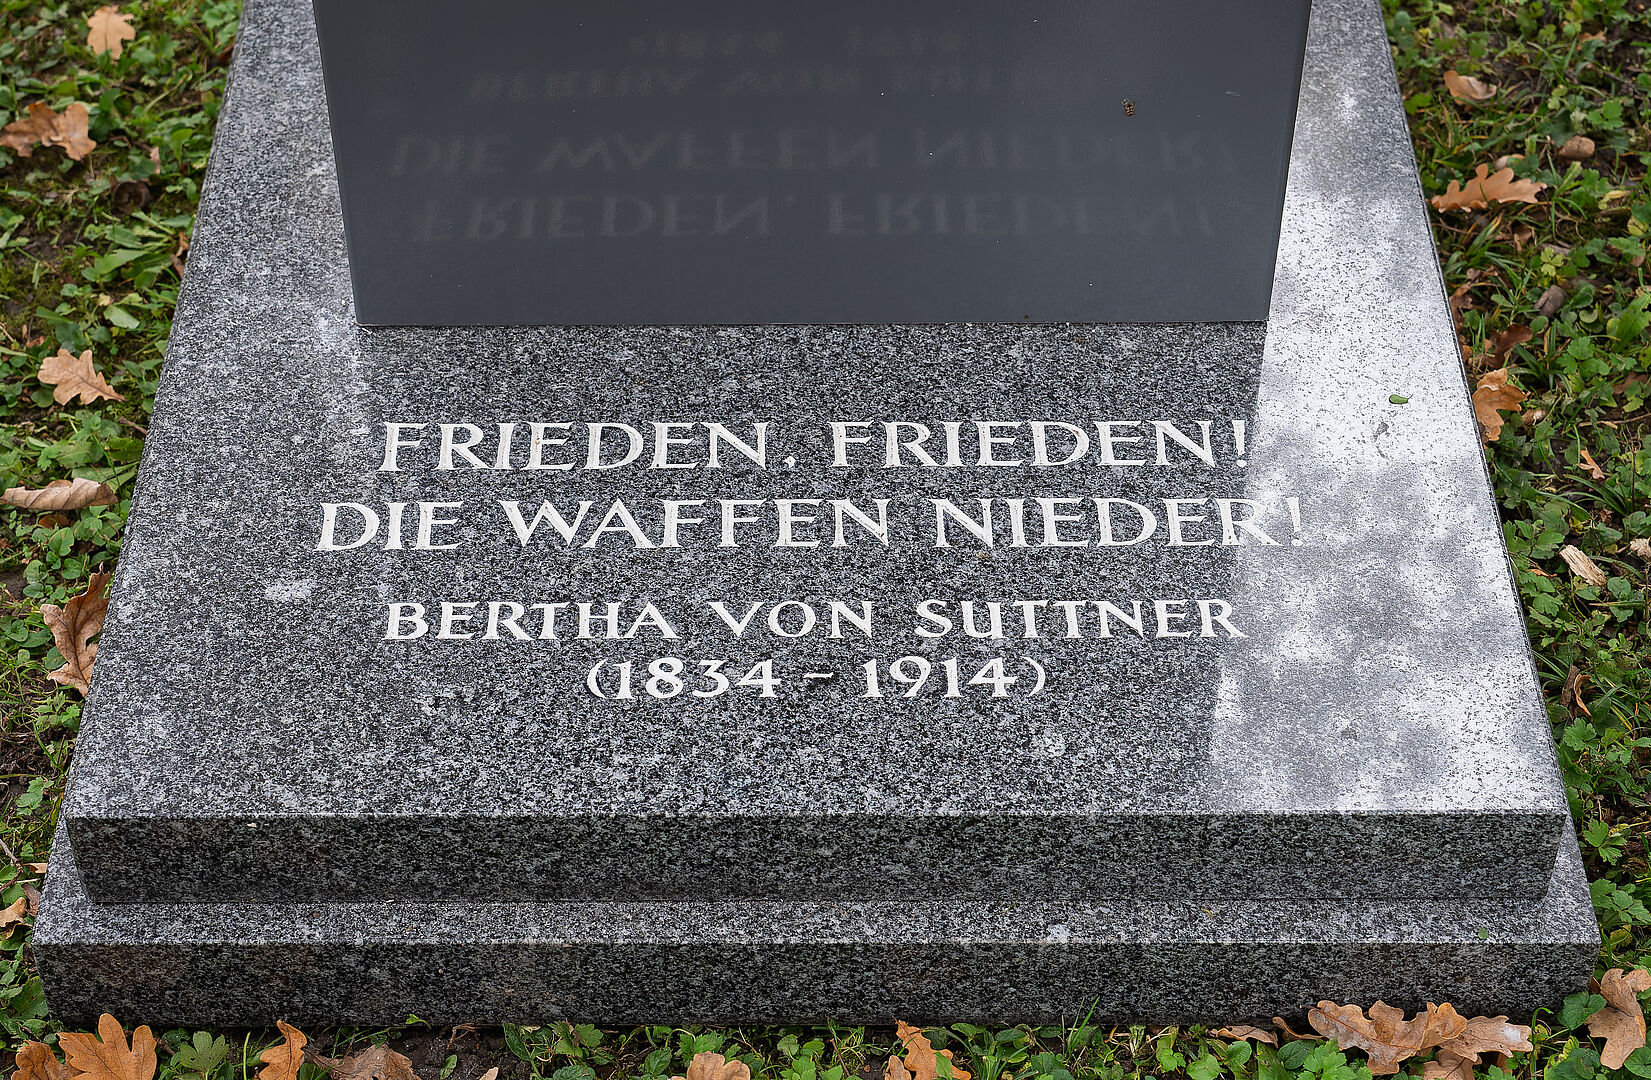 FRIEDEN, FRIEDEN!
DIE WAFFEN NIEDER!
BERTHA VON SUTTNER
(1834 - 1914)